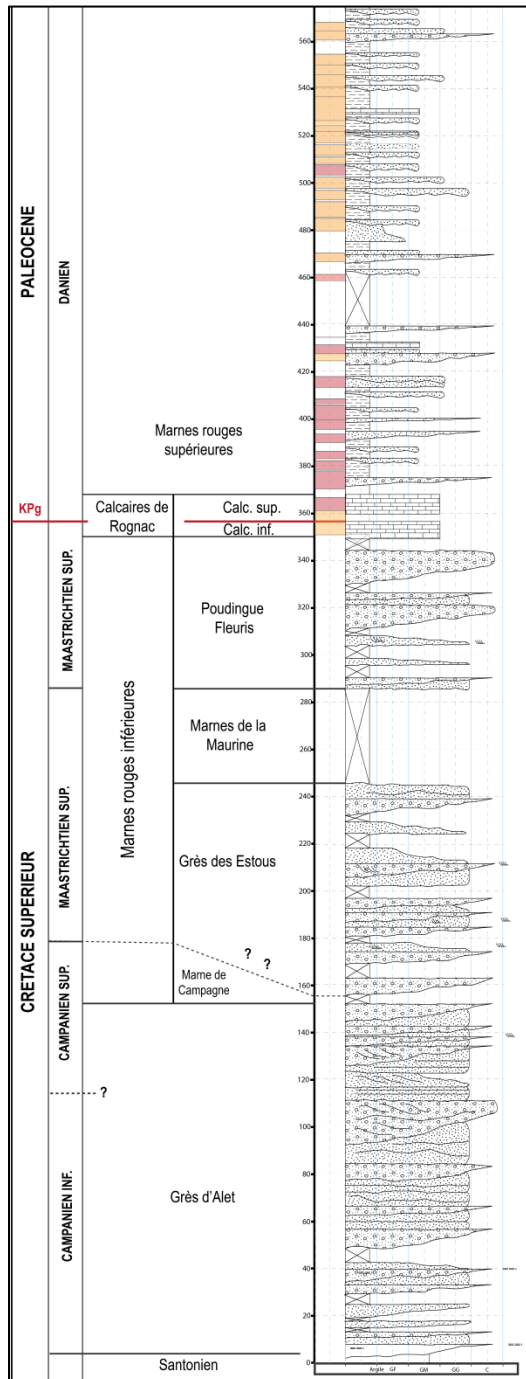 PALEOCENE
DANIEN
Marnes rouges
supérieures
KPg
Calcaires de
Rognac
Calc. sup.
Calc. inf.
CRETACE SUPERIEUR
MAASTRICHTIEN SUP.
MAASTRICHTIEN SUP.
CAMPANIEN SUP.
CAMPANIEN INF.
Marnes rouges inférieures
Poudingue
Fleuris
Marnes de la
Maurine
Grès des Estous
?
?
Marne de
Campagne
?
Grès d'Alet
Santonien
560
540
520
500
480
460
440
420
400
380
360
340
320
300
280
260
240
220
200
180
160
140
120
100
80
60
40
20
0
Argile GF GM GG C